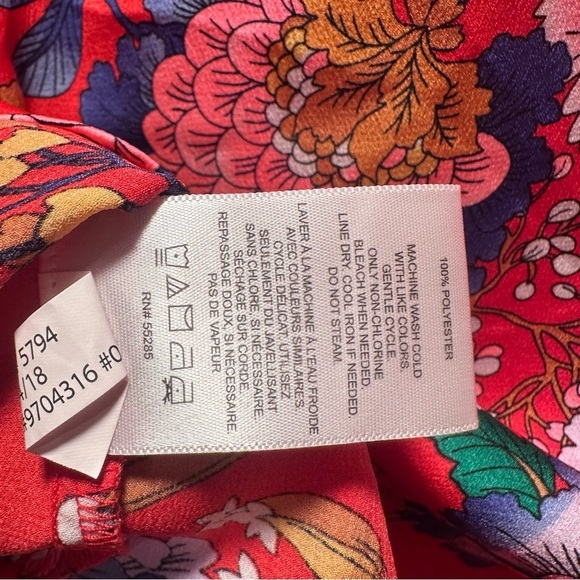 100% POLYESTER
MACHINE WASH COLD
WITH LIKE COLORS.
GENTLE CYCLE.
ONLY NON-CHLORINE
BLEACH WHEN NEEDED.
LINE DRY. COOL IRON IF NEEDED.
DO NOT STEAM.
LAVER À LA MACHINE À L'EAU FROIDE
AVEC COULEURS SIMILAIRES.
CYCLE DÉLICAT. UTILISEZ
SEULEMENT DU JAVELLISANT
SANS CHLORE, SI NÉCESSAIRE.
SÉCHAGE SUR CORDE.
REPASSAGE DOUX, SI NÉCESSAIRE.
PAS DE VAPEUR
RN# 55285
5794
/18
9704316 #0